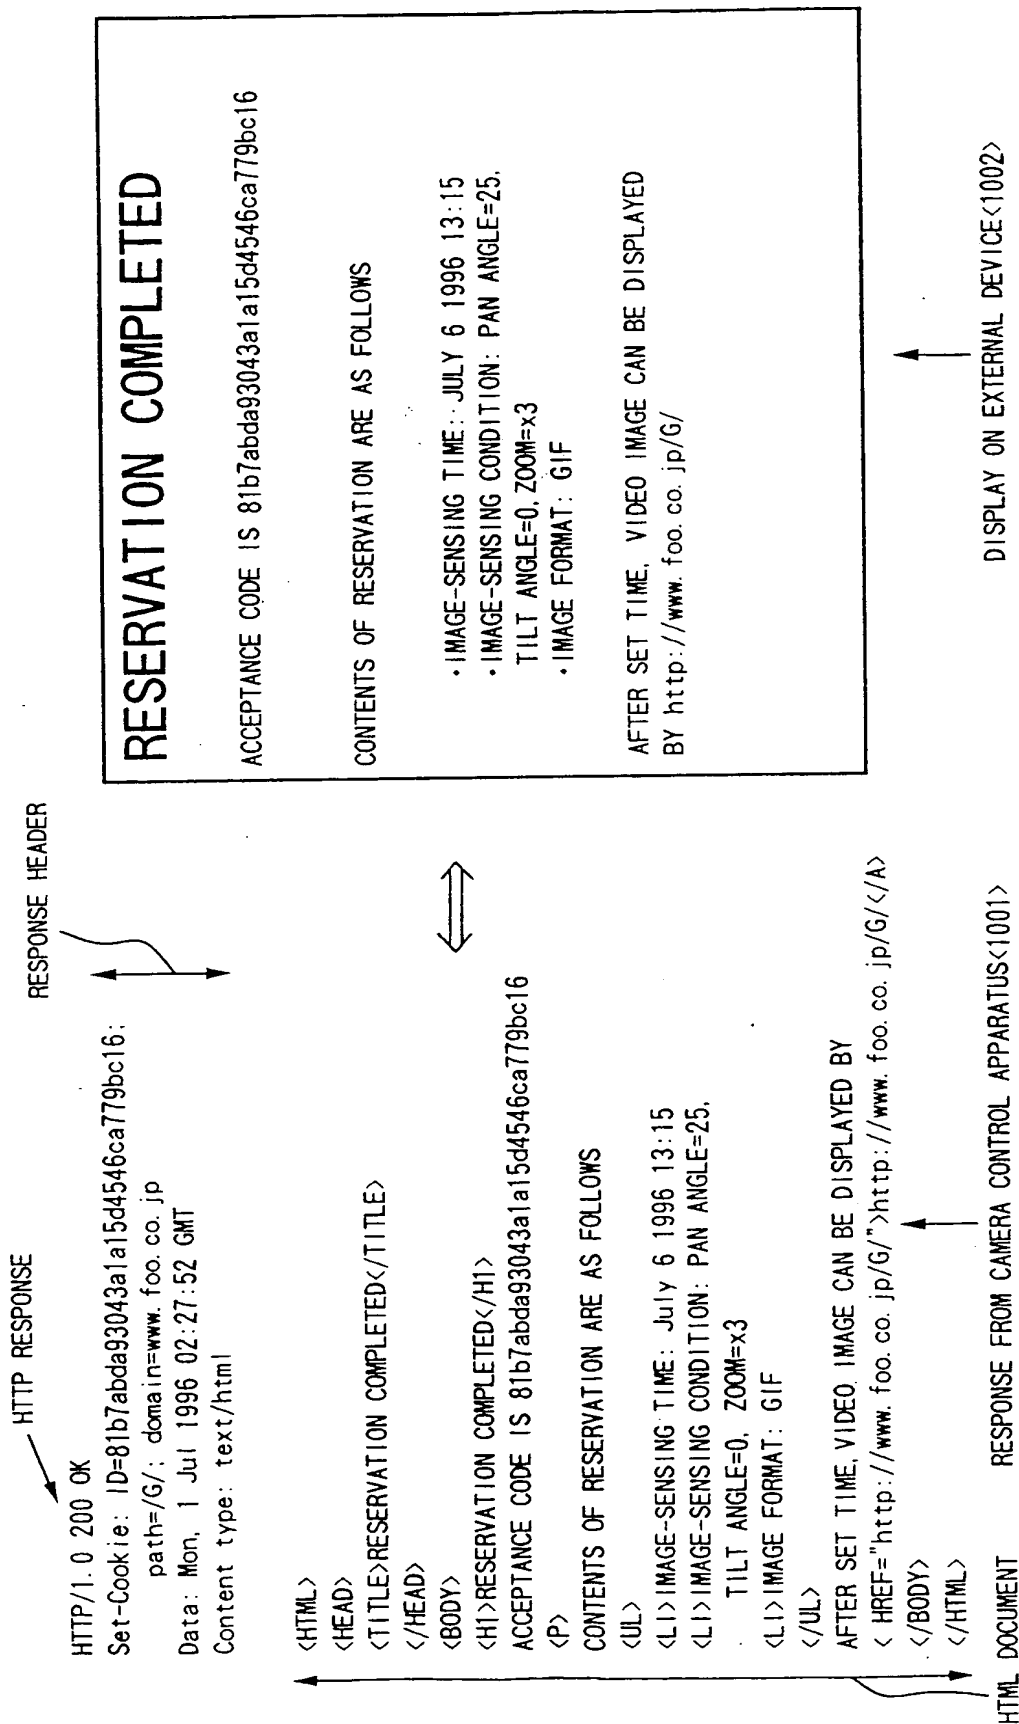 HTTP RESPONSE
RESPONSE HEADER
HTTP/1.0 200 OK
Set-Cookie: ID=81b7abda93043a1a15d4546ca779bc16:
path=/G/; domain=www.foo.co.jp
Data: Mon, 1 Jul 1996 02:27:52 GMT
Content type: text/html
<HTML>
<HEAD>
<TITLE>RESERVATION COMPLETED</TITLE>
</HEAD>
<BODY>
<H1>RESERVATION COMPLETED</H1>
ACCEPTANCE CODE IS 81b7abda93043a1a15d4546ca779bc16
<P>
CONTENTS OF RESERVATION ARE AS FOLLOWS
<UL>
<LI>IMAGE-SENSING TIME: July 6 1996 13:15
<LI>IMAGE-SENSING CONDITION: PAN ANGLE=25,
TILT ANGLE=0, ZOOM=x3
<LI>IMAGE FORMAT: GIF
</UL>
AFTER SET TIME, VIDEO IMAGE CAN BE DISPLAYED BY
< HREF="http://www.foo.co.jp/G/">http://www.foo.co.jp/G/</A>
</BODY>
</HTML>
HTML DOCUMENT
RESPONSE FROM CAMERA CONTROL APPARATUS<1001>
RESERVATION COMPLETED
ACCEPTANCE CODE IS 81b7abda93043a1a15d4546ca779bc16
CONTENTS OF RESERVATION ARE AS FOLLOWS
・IMAGE-SENSING TIME: JULY 6 1996 13:15
・IMAGE-SENSING CONDITION: PAN ANGLE=25,
TILT ANGLE=0, ZOOM=x3
・IMAGE FORMAT: GIF
AFTER SET TIME, VIDEO IMAGE CAN BE DISPLAYED
BY http://www.foo.co.jp/G/
DISPLAY ON EXTERNAL DEVICE<1002>